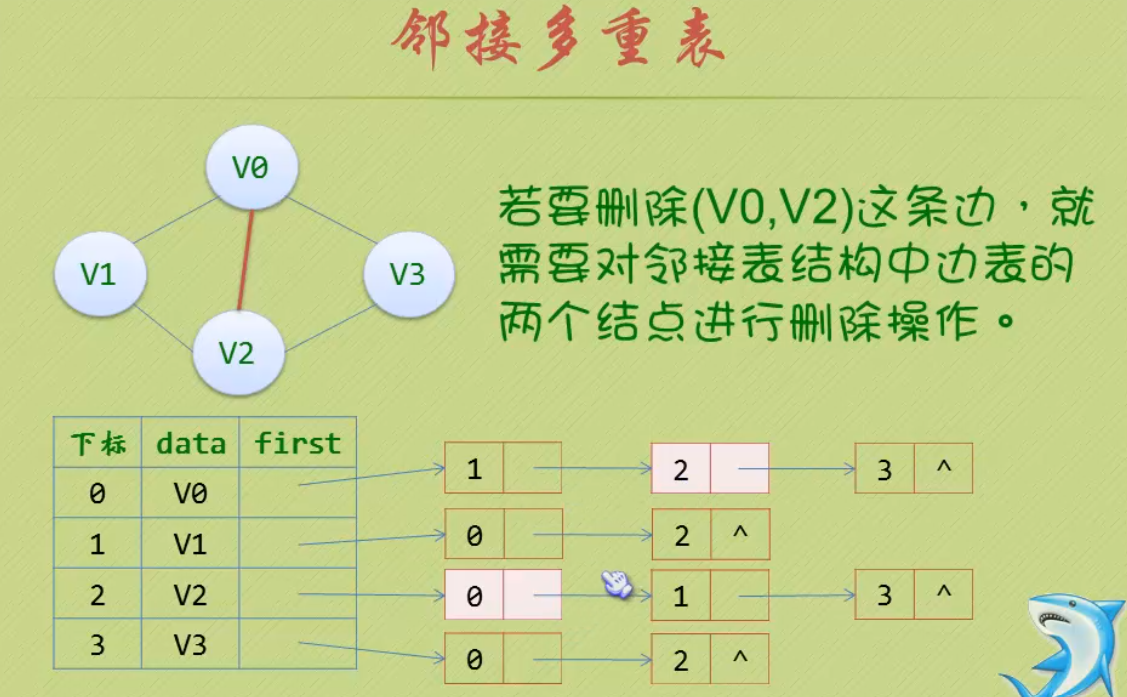 邻接多重表
V0
V1
V3
V2
若要删除(V0,V2)这条边，就
需要对邻接表结构中边表的
两个结点进行删除操作。
下标 data first
0 V0 1 2 3 ^
1 V1 0 2 ^
2 V2 0 1 3 ^
3 V3 0 2 ^